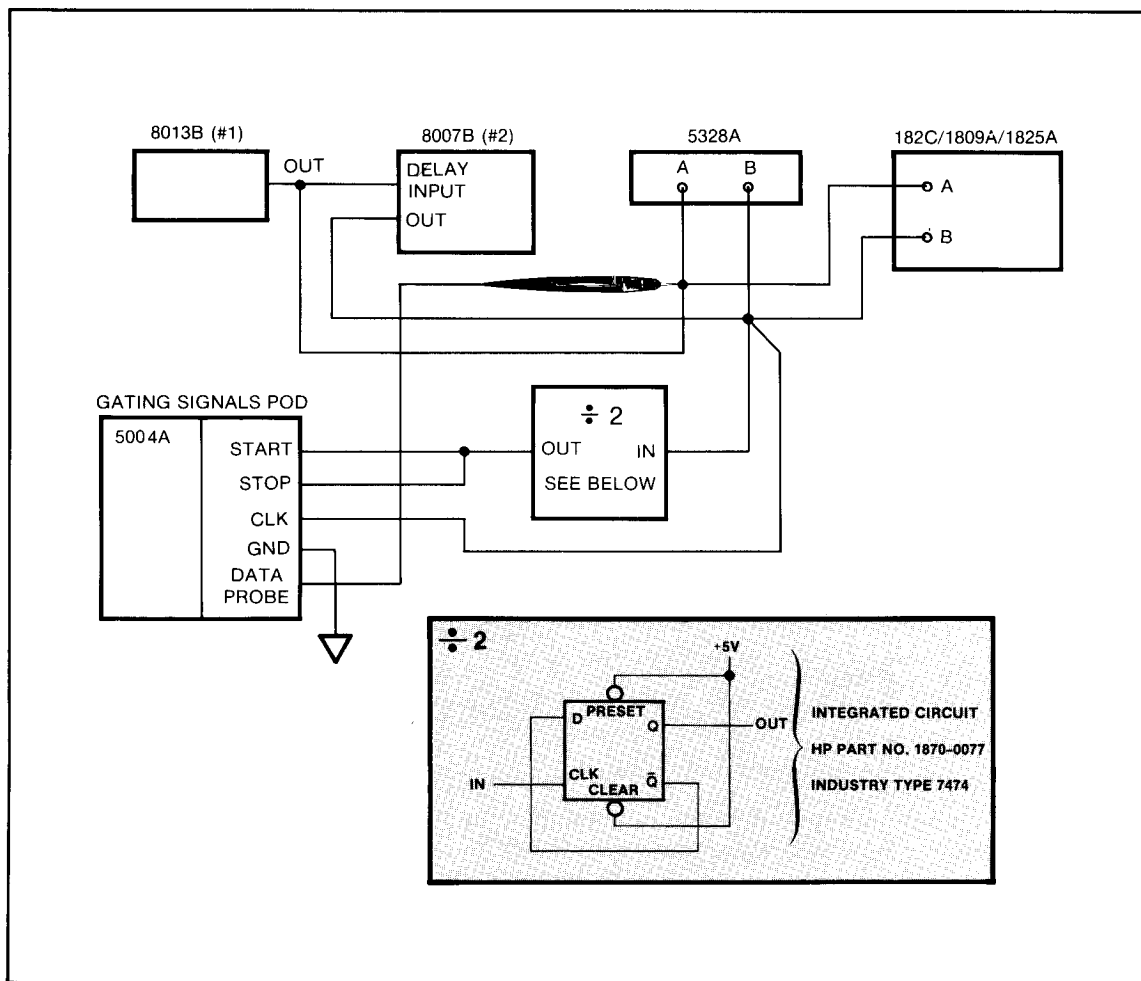 8013B (#1)
OUT
8007B (#2)
DELAY
INPUT
OUT
5328A
A B
182C/1809A/1825A
A
B
GATING SIGNALS POD
5004A
START
STOP
CLK
GND
DATA
PROBE
÷ 2
OUT IN
SEE BELOW
÷ 2
+5V
PRESET
D
Q
OUT
CLK
CLEAR
Q̄
IN
INTEGRATED CIRCUIT
HP PART NO. 1870-0077
INDUSTRY TYPE 7474